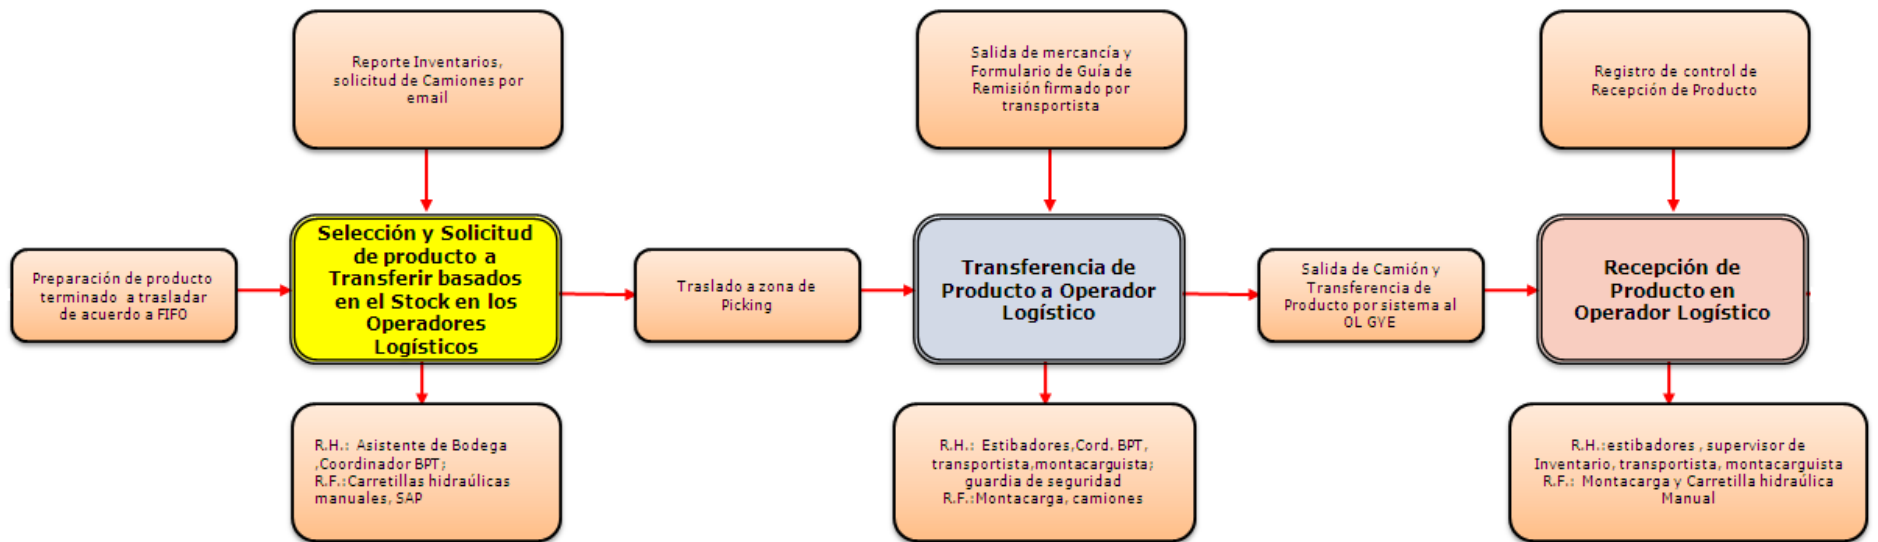 Reporte Inventarios,
solicitud de Camiones por
email
Salida de mercancía y
Formulario de Guía de
Remisión firmado por
transportista
Registro de control de
Recepción de Producto
Preparación de producto
terminado a trasladar
de acuerdo a FIFO
Selección y Solicitud
de producto a
Transferir basados
en el Stock en los
Operadores
Logísticos
Traslado a zona de
Picking
Transferencia de
Producto a Operador
Logístico
Salida de Camión y
Transferencia de
Producto por sistema al
OL GYE
Recepción de
Producto en
Operador Logístico
R.H.: Asistente de Bodega
,Coordinador BPT;
R.F.:Carretillas hidraúlicas
manuales, SAP
R.H.: Estibadores,Cord. BPT,
transportista,montacarguista;
guardia de seguridad
R.F.:Montacarga, camiones
R.H.:estibadores , supervisor de
Inventario, transportista, montacarguista
R.F.: Montacarga y Carretilla hidraúlica
Manual